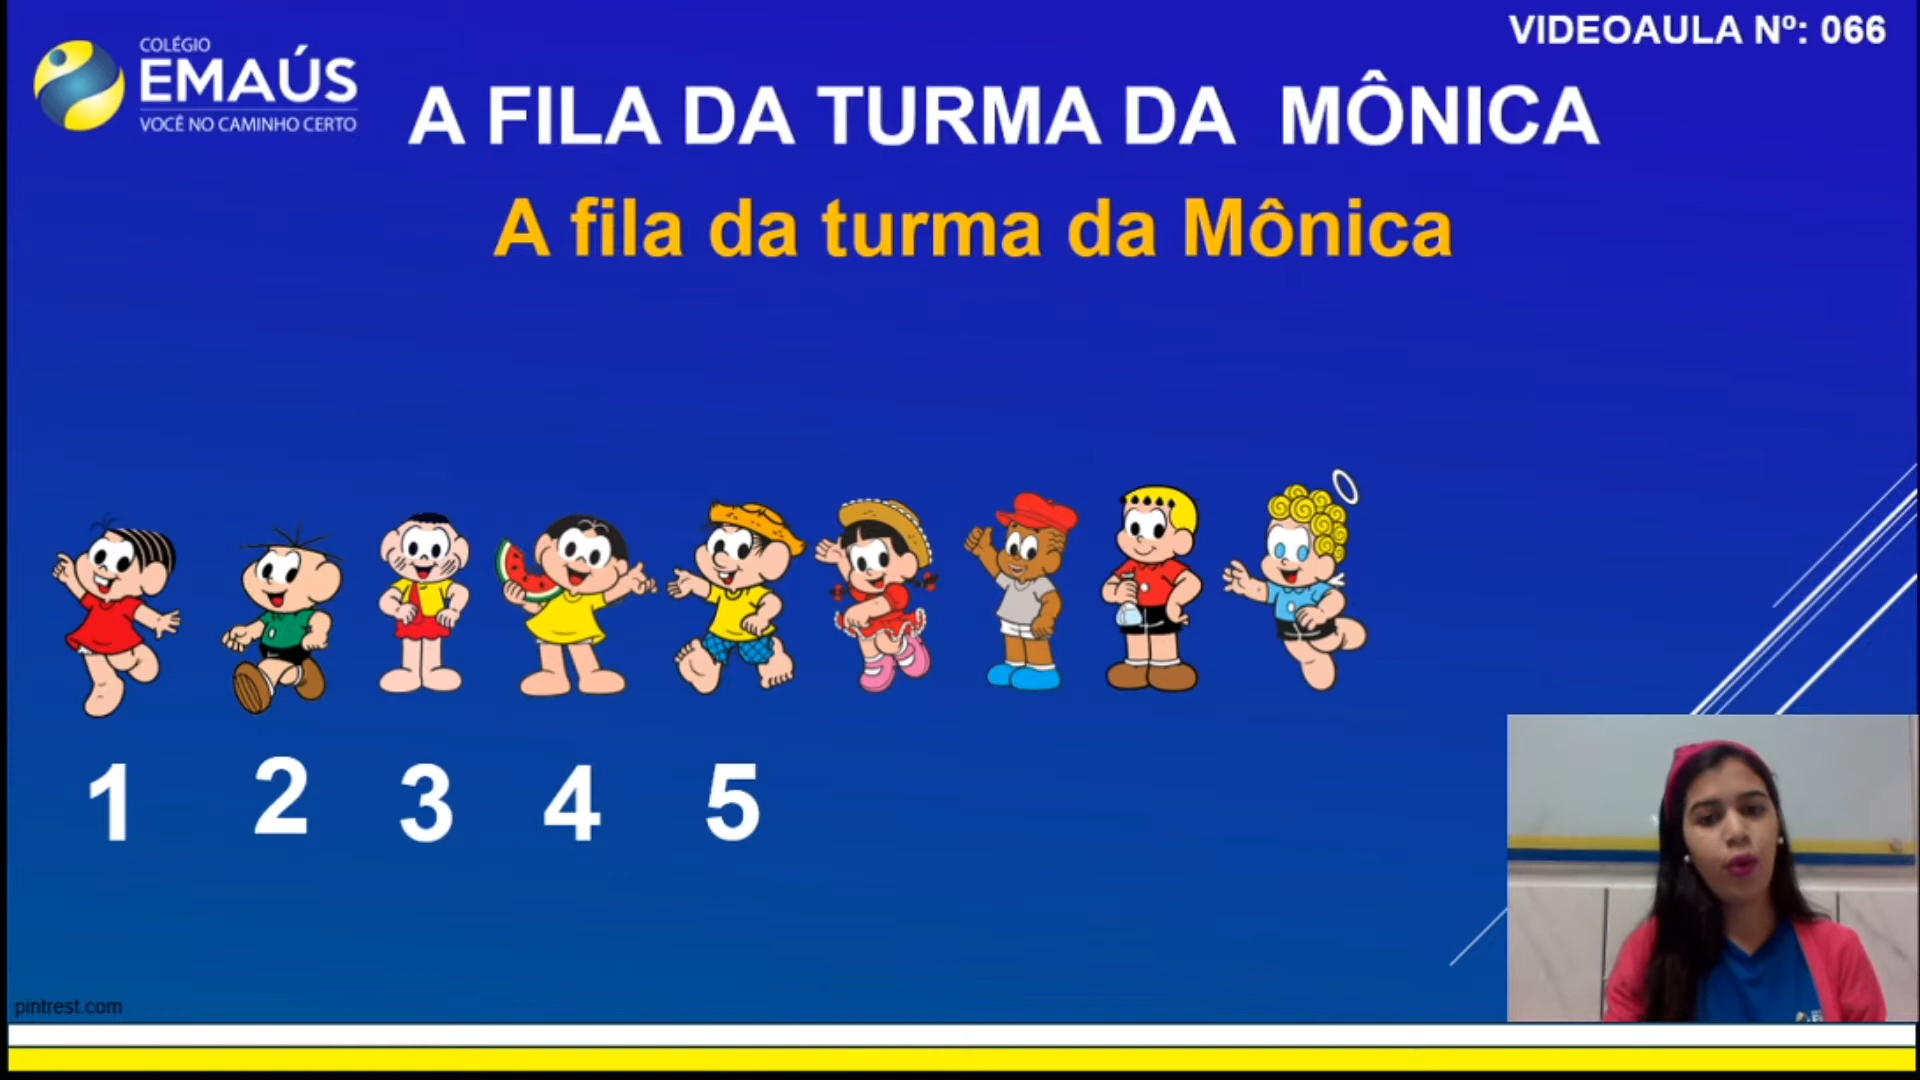 VIDEOAULA Nº: 066
COLÉGIO
EMAÚS
VOCÊ NO CAMINHO CERTO
A FILA DA TURMA DA MÔNICA
A fila da turma da Mônica
1 2 3 4 5
pintrest.com